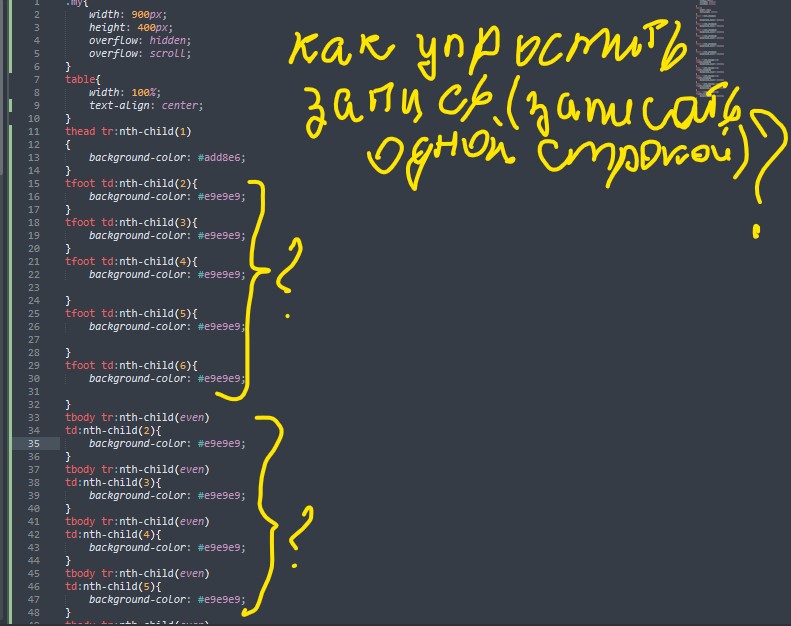 1 .my{
2 width: 900px;
3 height: 400px;
4 overflow: hidden;
5 overflow: scroll;
6 }
7 table{
8 width: 100%;
9 text-align: center;
10 }
11 thead tr:nth-child(1)
12 {
13 background-color: #add8e6;
14 }
15 tfoot td:nth-child(2){
16 background-color: #e9e9e9;
17 }
18 tfoot td:nth-child(3){
19 background-color: #e9e9e9;
20 }
21 tfoot td:nth-child(4){
22 background-color: #e9e9e9;
23
24 }
25 tfoot td:nth-child(5){
26 background-color: #e9e9e9;
27
28 }
29 tfoot td:nth-child(6){
30 background-color: #e9e9e9;
31
32 }
33 tbody tr:nth-child(even)
34 td:nth-child(2){
35 background-color: #e9e9e9;
36 }
37 tbody tr:nth-child(even)
38 td:nth-child(3){
39 background-color: #e9e9e9;
40 }
41 tbody tr:nth-child(even)
42 td:nth-child(4){
43 background-color: #e9e9e9;
44 }
45 tbody tr:nth-child(even)
46 td:nth-child(5){
47 background-color: #e9e9e9;
48 }
как упростить
запись (записать
одной строкой)?
?
?